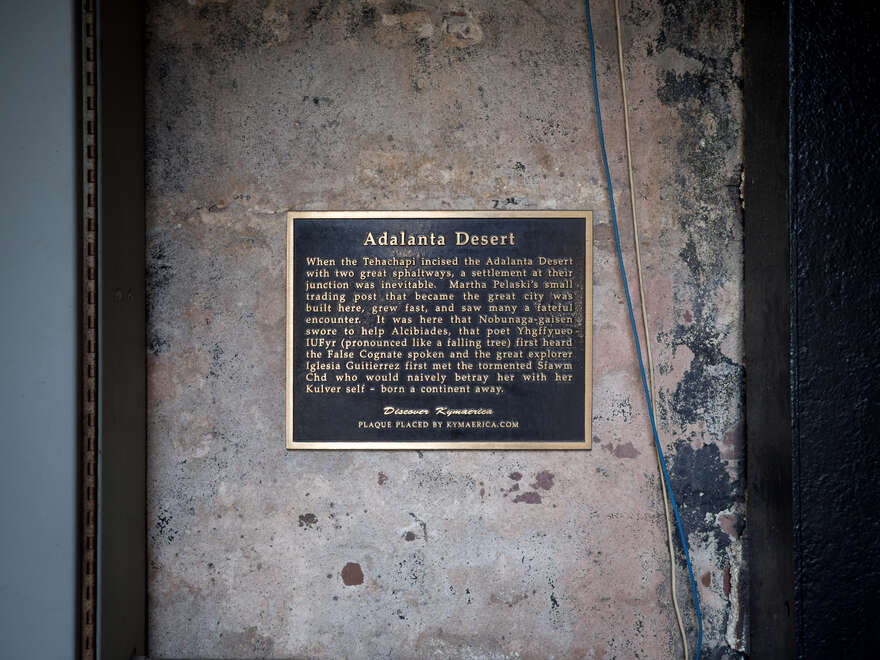 Adalanta Desert
When the Tehachapi incised the Adalanta Desert
with two great sphaltways, a settlement at their
junction was inevitable. Martha Pelaski's small
trading post that became the great city was
built here, grew fast, and saw many a fateful
encounter. It was here that Nobunaga-gaisen
swore to help Alcibiades, that poet Yhgffyueo
IUFyr (pronounced like a falling tree) first heard
the False Cognate spoken and the great explorer
Iglesia Guitierrez first met the tormented Sfawm
Chd who would naively betray her with her
Kulver self - born a continent away.
Discover Kymaerica
PLAQUE PLACED BY KYMAERICA.COM